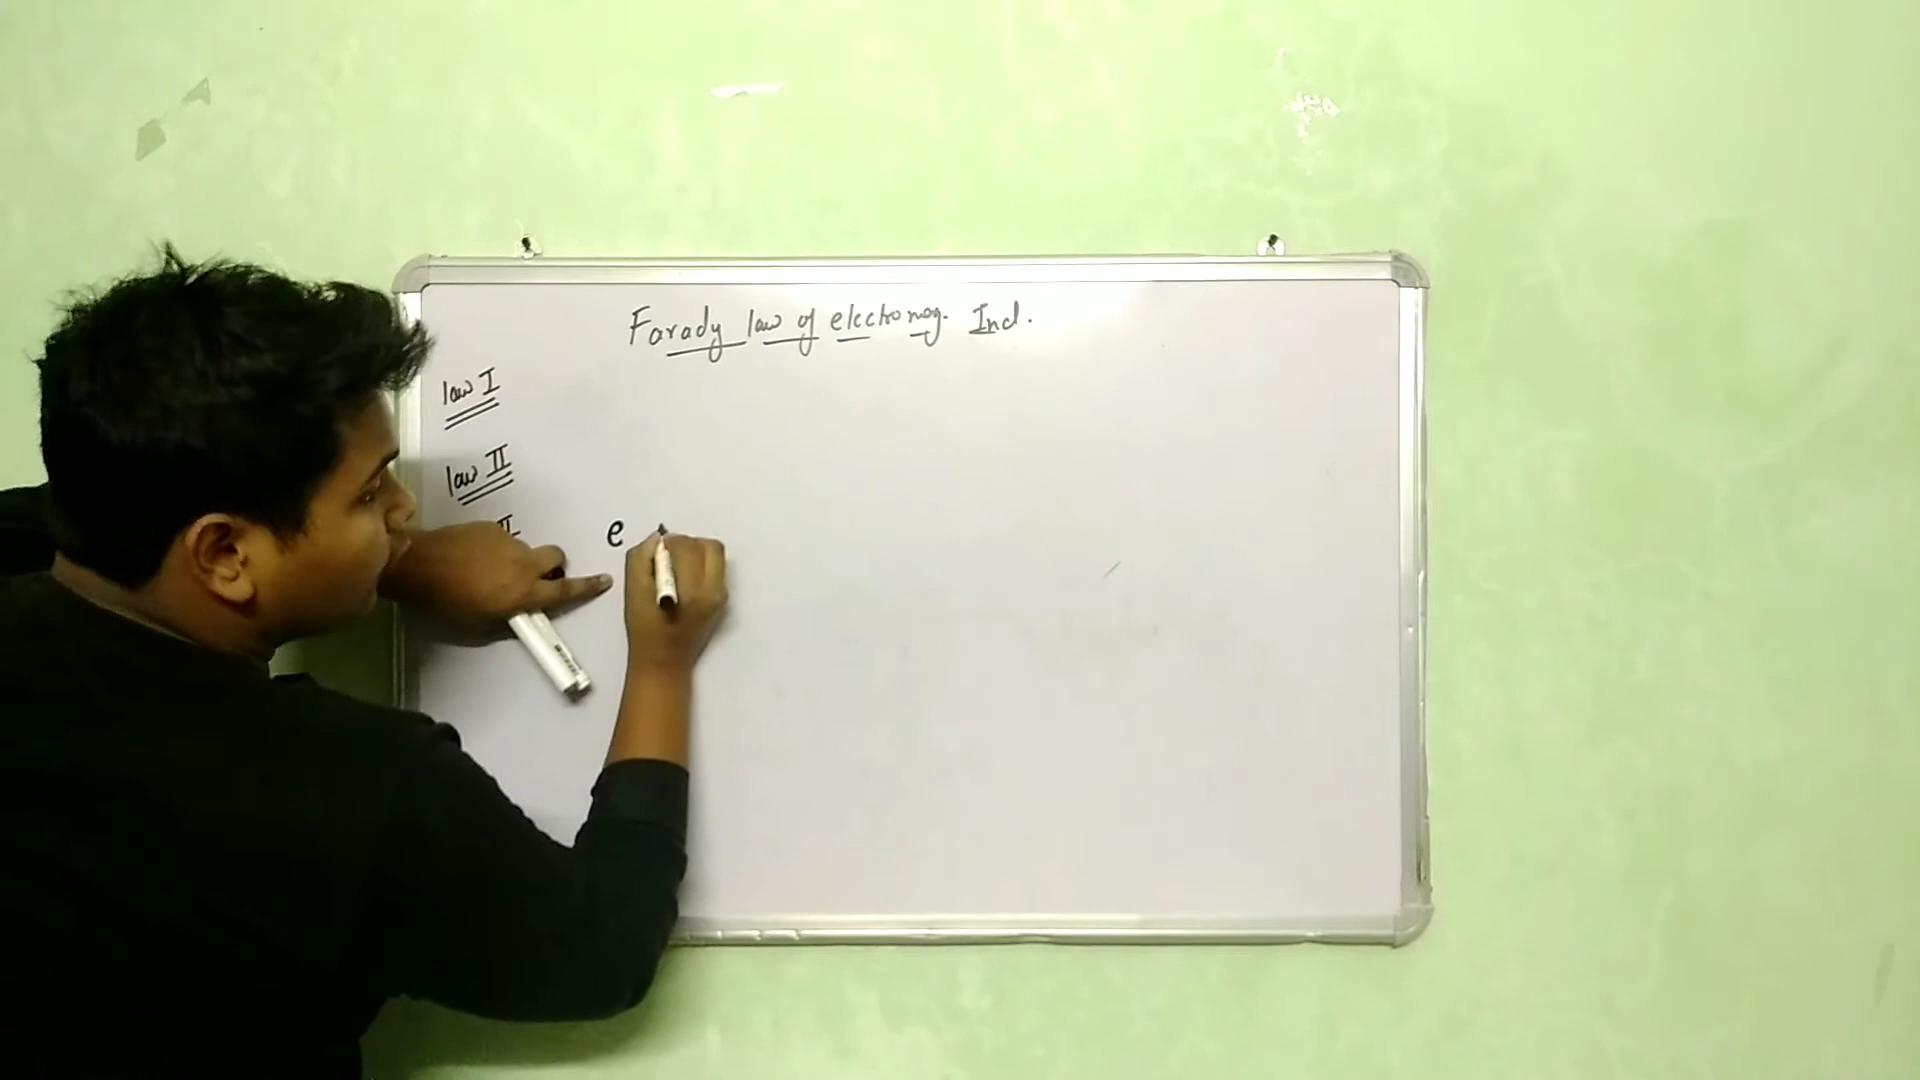 Farady law of electromag. Ind.
law I
law II
e